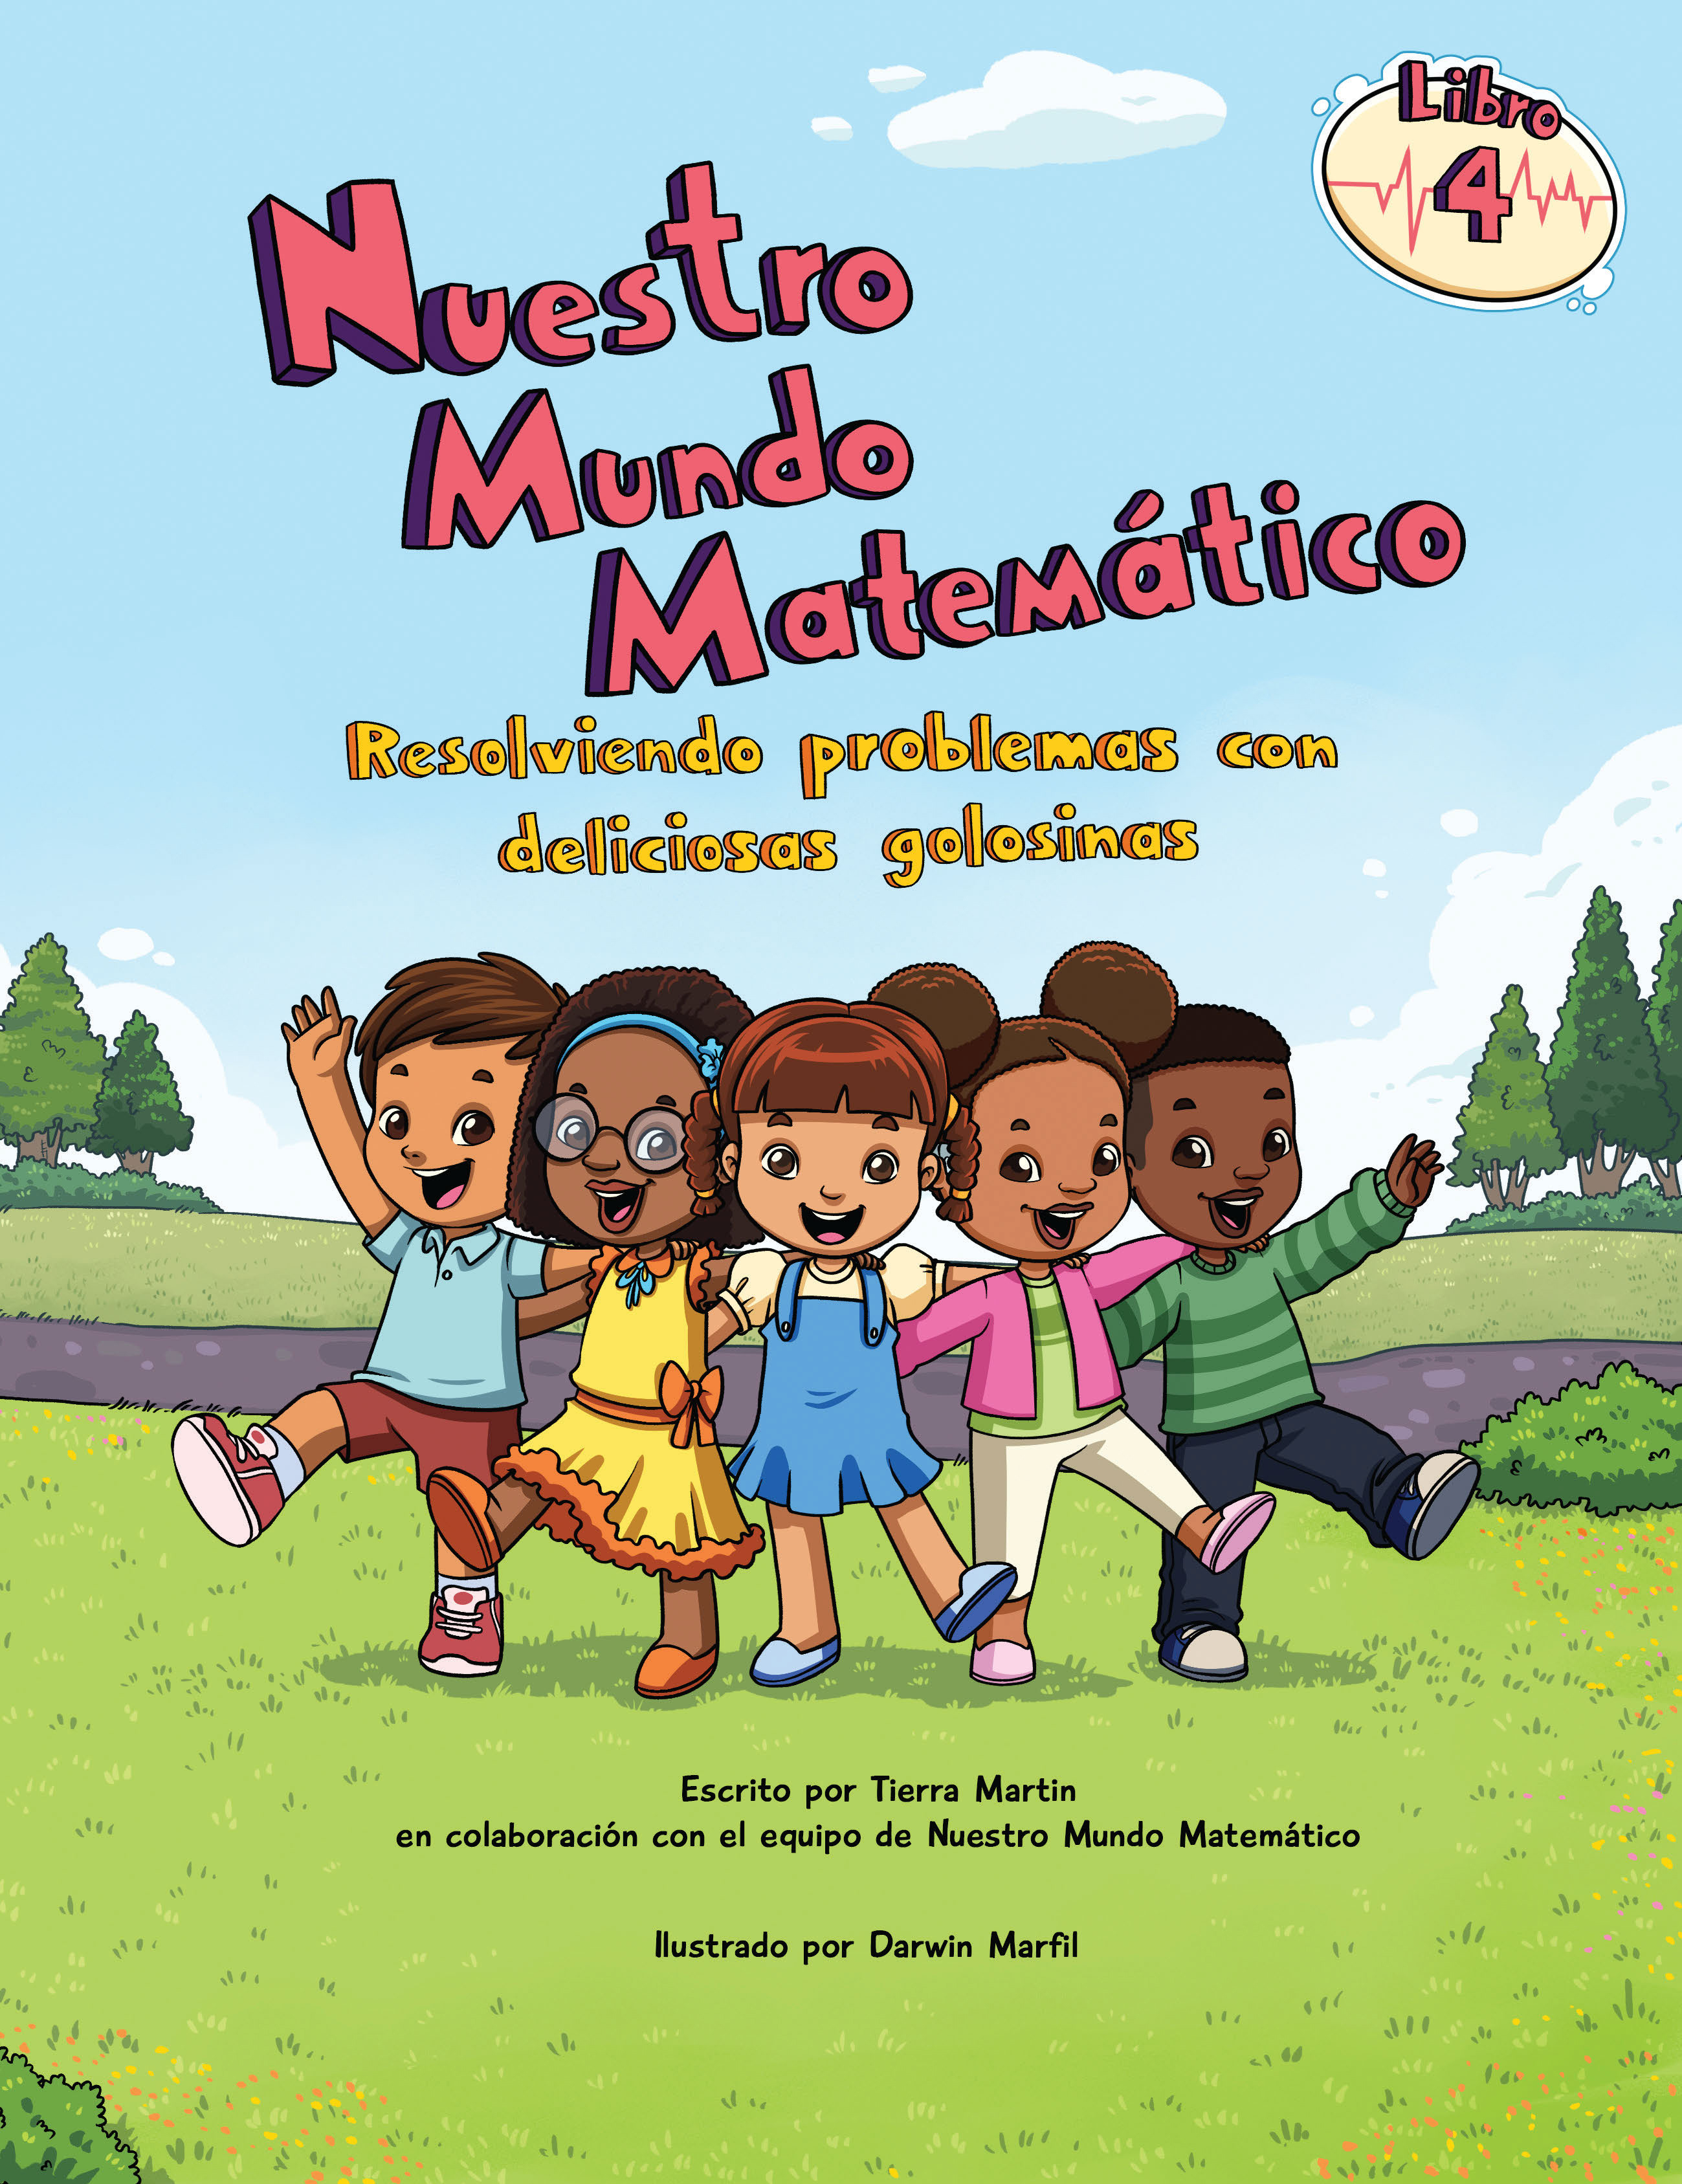 Libro
4
Nuestro
Mundo
Matemático
Resolviendo problemas con
deliciosas golosinas
Escrito por Tierra Martin
en colaboración con el equipo de Nuestro Mundo Matemático
Ilustrado por Darwin Marfil